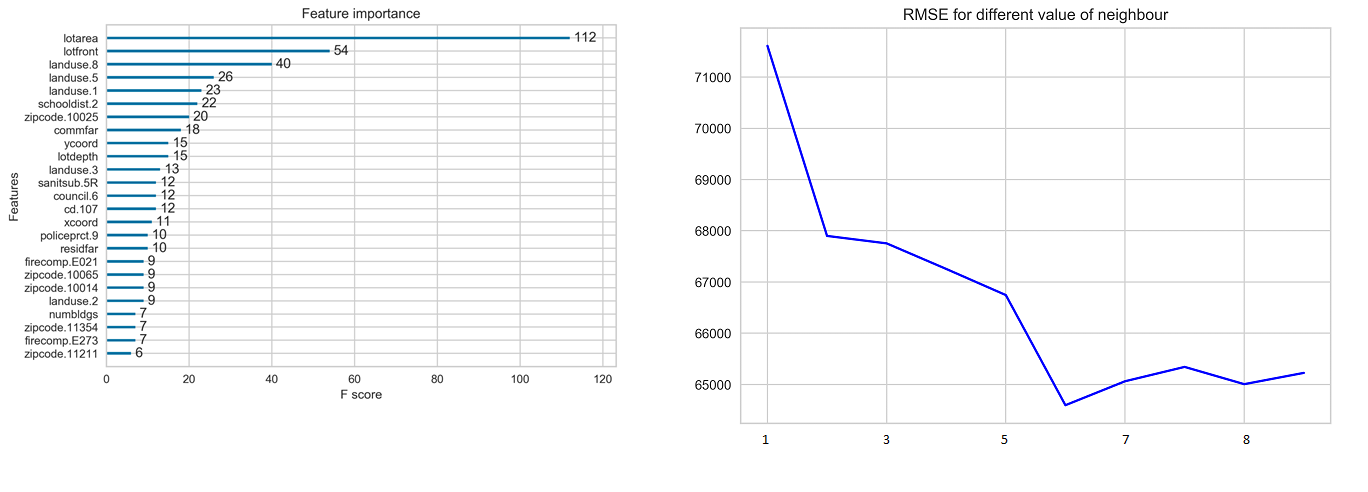 Feature importance
lotarea 112
lotfront 54
landuse.8 40
landuse.5 26
landuse.1 23
schooldist.2 22
zipcode.10025 20
commfar 18
ycoord 15
lotdepth 15
landuse.3 13
sanitsub.5R 12
council.6 12
cd.107 12
xcoord 11
policeprct.9 10
residfar 10
firecomp.E021 9
zipcode.10065 9
zipcode.10014 9
landuse.2 9
numbldgs 7
zipcode.11354 7
firecomp.E273 7
zipcode.11211 6
0 20 40 60 80 100 120
F score
Features
RMSE for different value of neighbour
71000
70000
69000
68000
67000
66000
65000
1 3 5 7 8